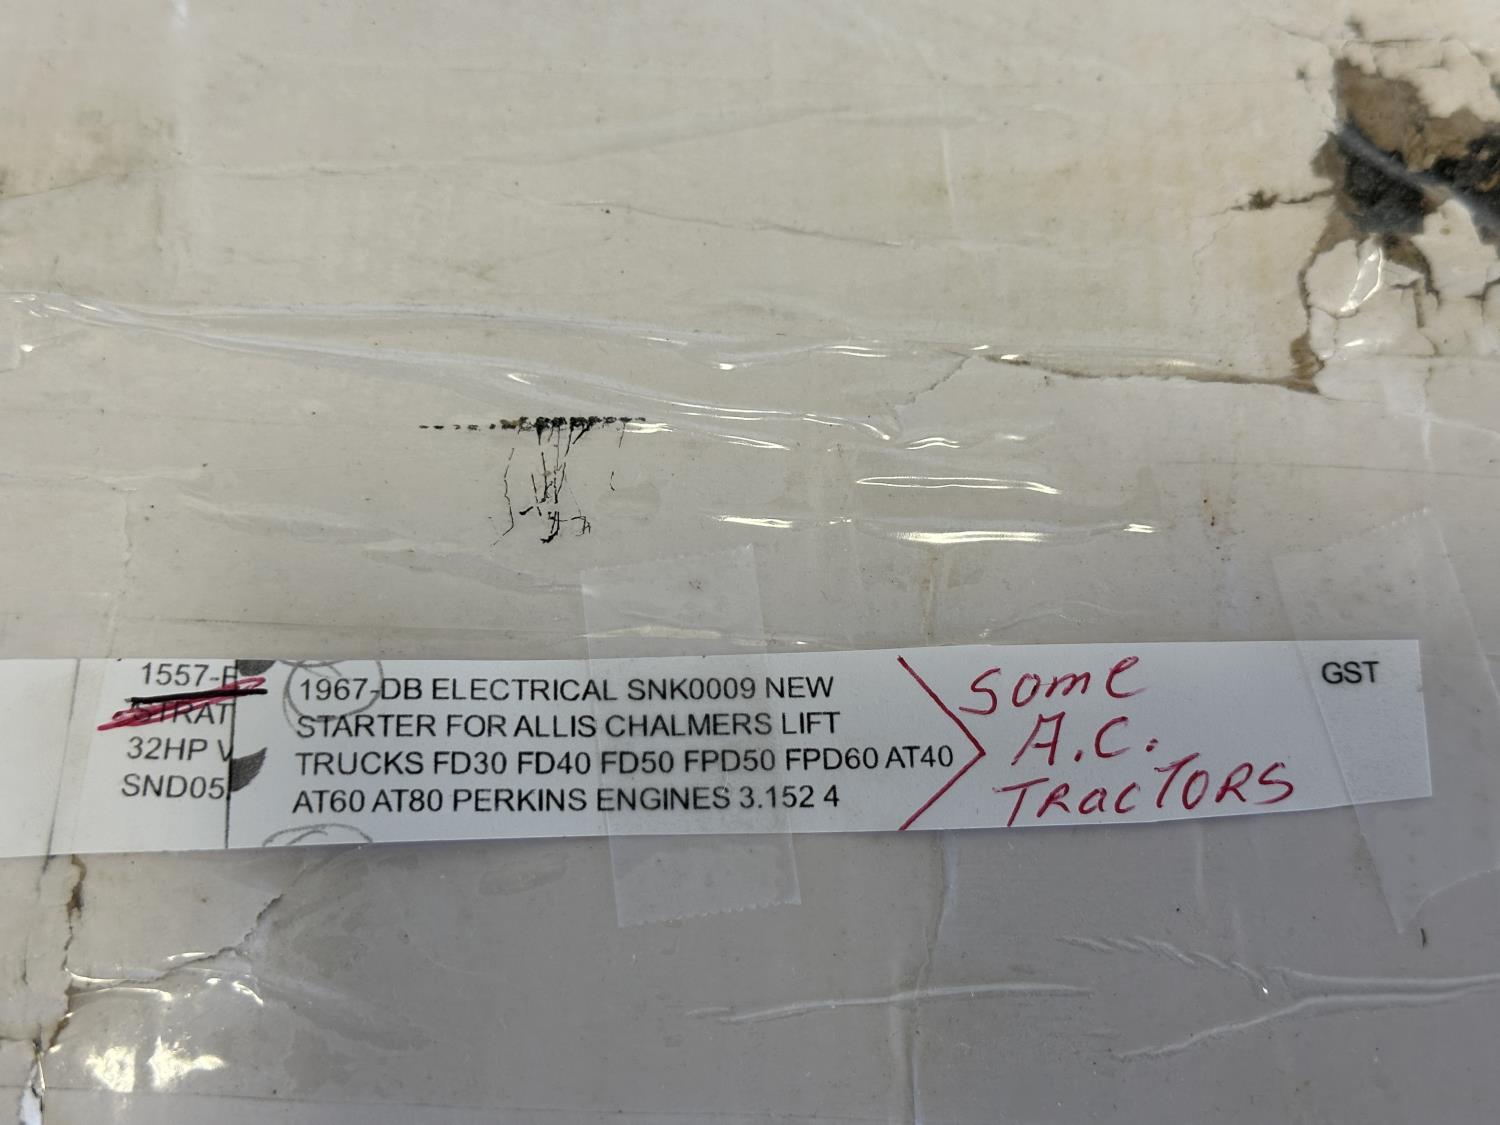 1557-
STRAT
32HP V
SND05
1967-DB ELECTRICAL SNK0009 NEW
STARTER FOR ALLIS CHALMERS LIFT
TRUCKS FD30 FD40 FD50 FPD50 FPD60 AT40
AT60 AT80 PERKINS ENGINES 3.152 4
Some
A.C.
TRACTORS
GST